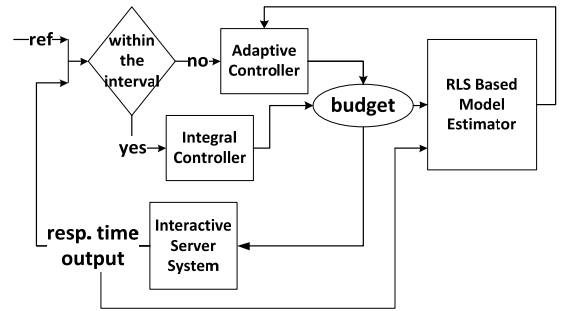 ref
within
the
interval
no
Adaptive
Controller
budget
RLS Based
Model
Estimator
yes
Integral
Controller
resp. time
output
Interactive
Server
System